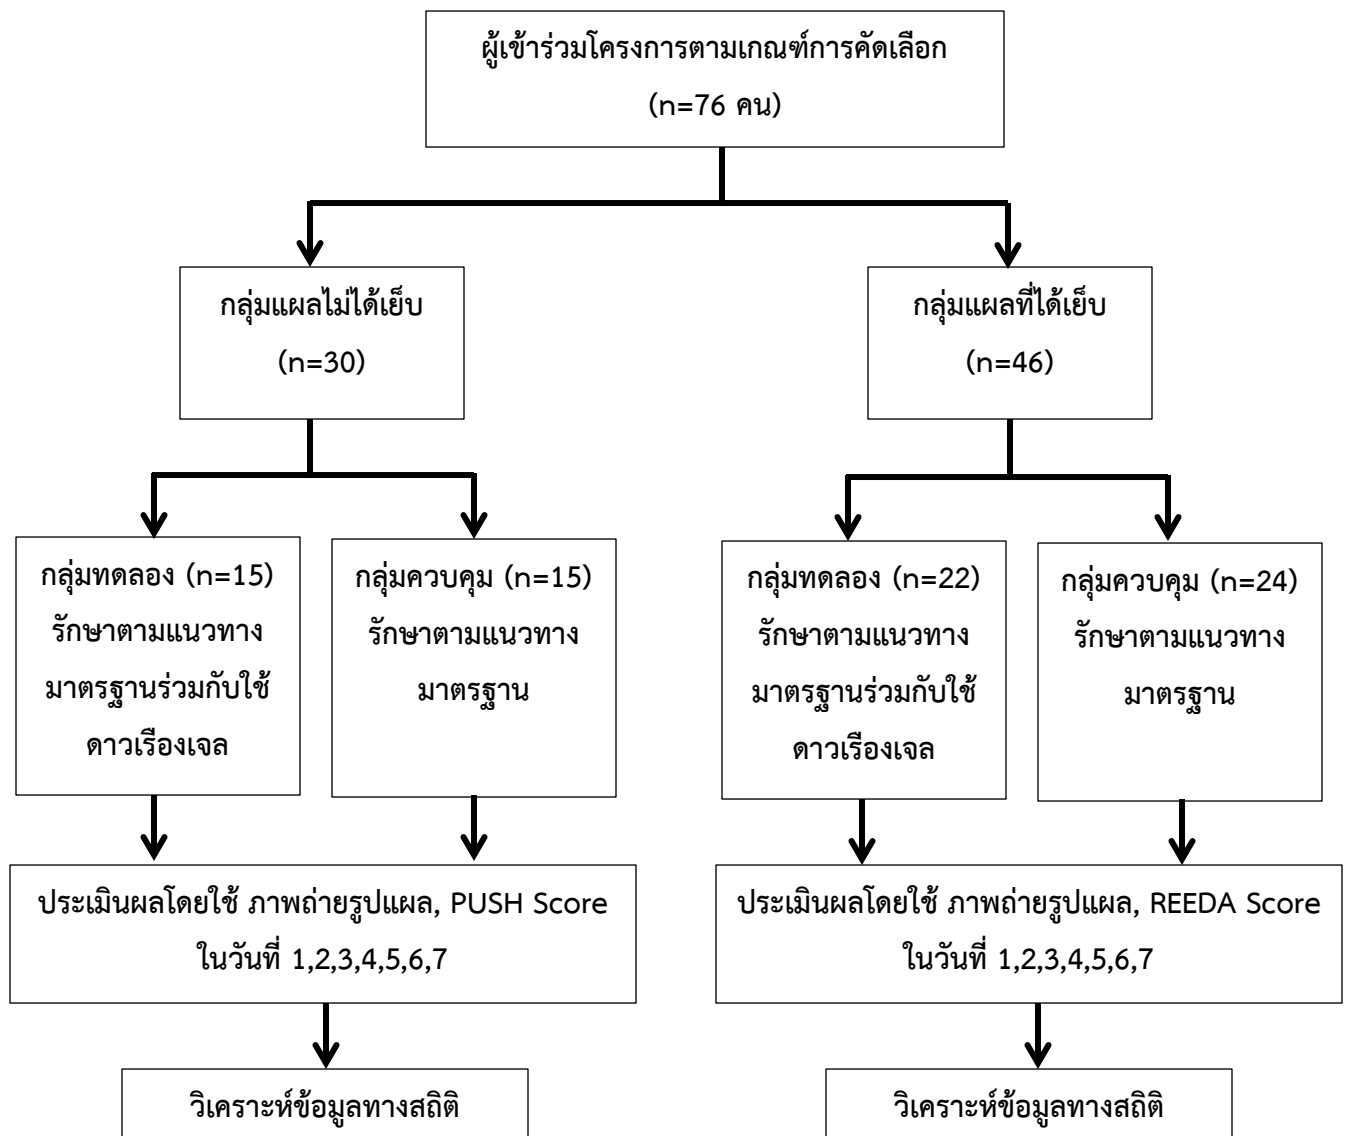 ผู้เข้าร่วมโครงการตามเกณฑ์การคัดเลือก
(n=76 คน)
กลุ่มแผลไม่ได้เย็บ
(n=30)
กลุ่มแผลที่ได้เย็บ
(n=46)
กลุ่มทดลอง (n=15)
รักษาตามแนวทาง
มาตรฐานร่วมกับใช้
ดาวเรืองเจล
กลุ่มควบคุม (n=15)
รักษาตามแนวทาง
มาตรฐาน
กลุ่มทดลอง (n=22)
รักษาตามแนวทาง
มาตรฐานร่วมกับใช้
ดาวเรืองเจล
กลุ่มควบคุม (n=24)
รักษาตามแนวทาง
มาตรฐาน
ประเมินผลโดยใช้ ภาพถ่ายรูปแผล, PUSH Score
ในวันที่ 1,2,3,4,5,6,7
ประเมินผลโดยใช้ ภาพถ่ายรูปแผล, REEDA Score
ในวันที่ 1,2,3,4,5,6,7
วิเคราะห์ข้อมูลทางสถิติ
วิเคราะห์ข้อมูลทางสถิติ